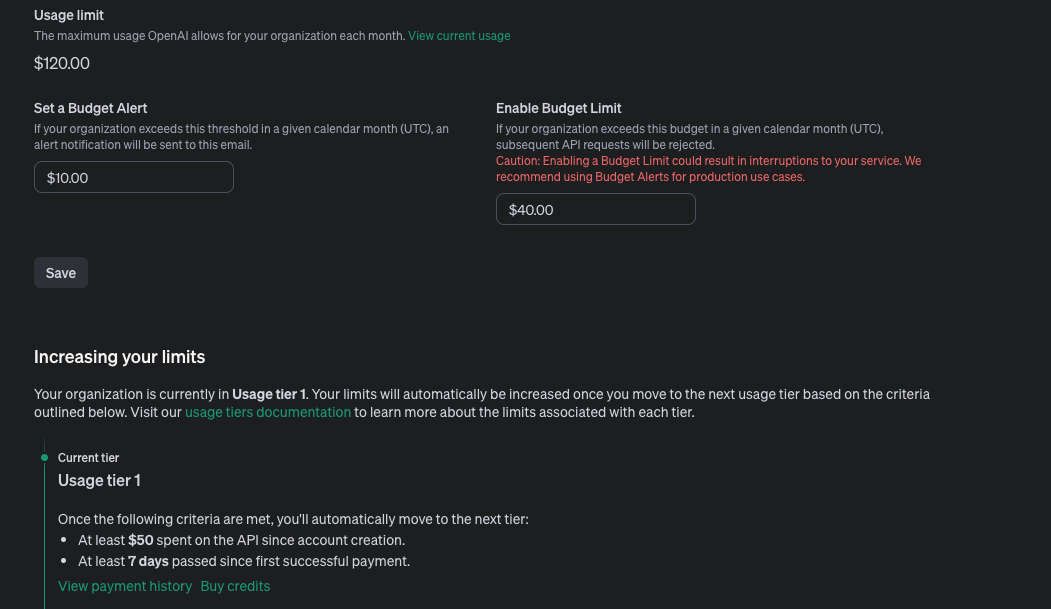 Usage limit
The maximum usage OpenAI allows for your organization each month. View current usage
$120.00
Set a Budget Alert
If your organization exceeds this threshold in a given calendar month (UTC), an
alert notification will be sent to this email.
$10.00
Enable Budget Limit
If your organization exceeds this budget in a given calendar month (UTC),
subsequent API requests will be rejected.
Caution: Enabling a Budget Limit could result in interruptions to your service. We
recommend using Budget Alerts for production use cases.
$40.00
Save
Increasing your limits
Your organization is currently in Usage tier 1. Your limits will automatically be increased once you move to the next usage tier based on the criteria
outlined below. Visit our usage tiers documentation to learn more about the limits associated with each tier.
Current tier
Usage tier 1
Once the following criteria are met, you'll automatically move to the next tier:
• At least $50 spent on the API since account creation.
• At least 7 days passed since first successful payment.
View payment history Buy credits